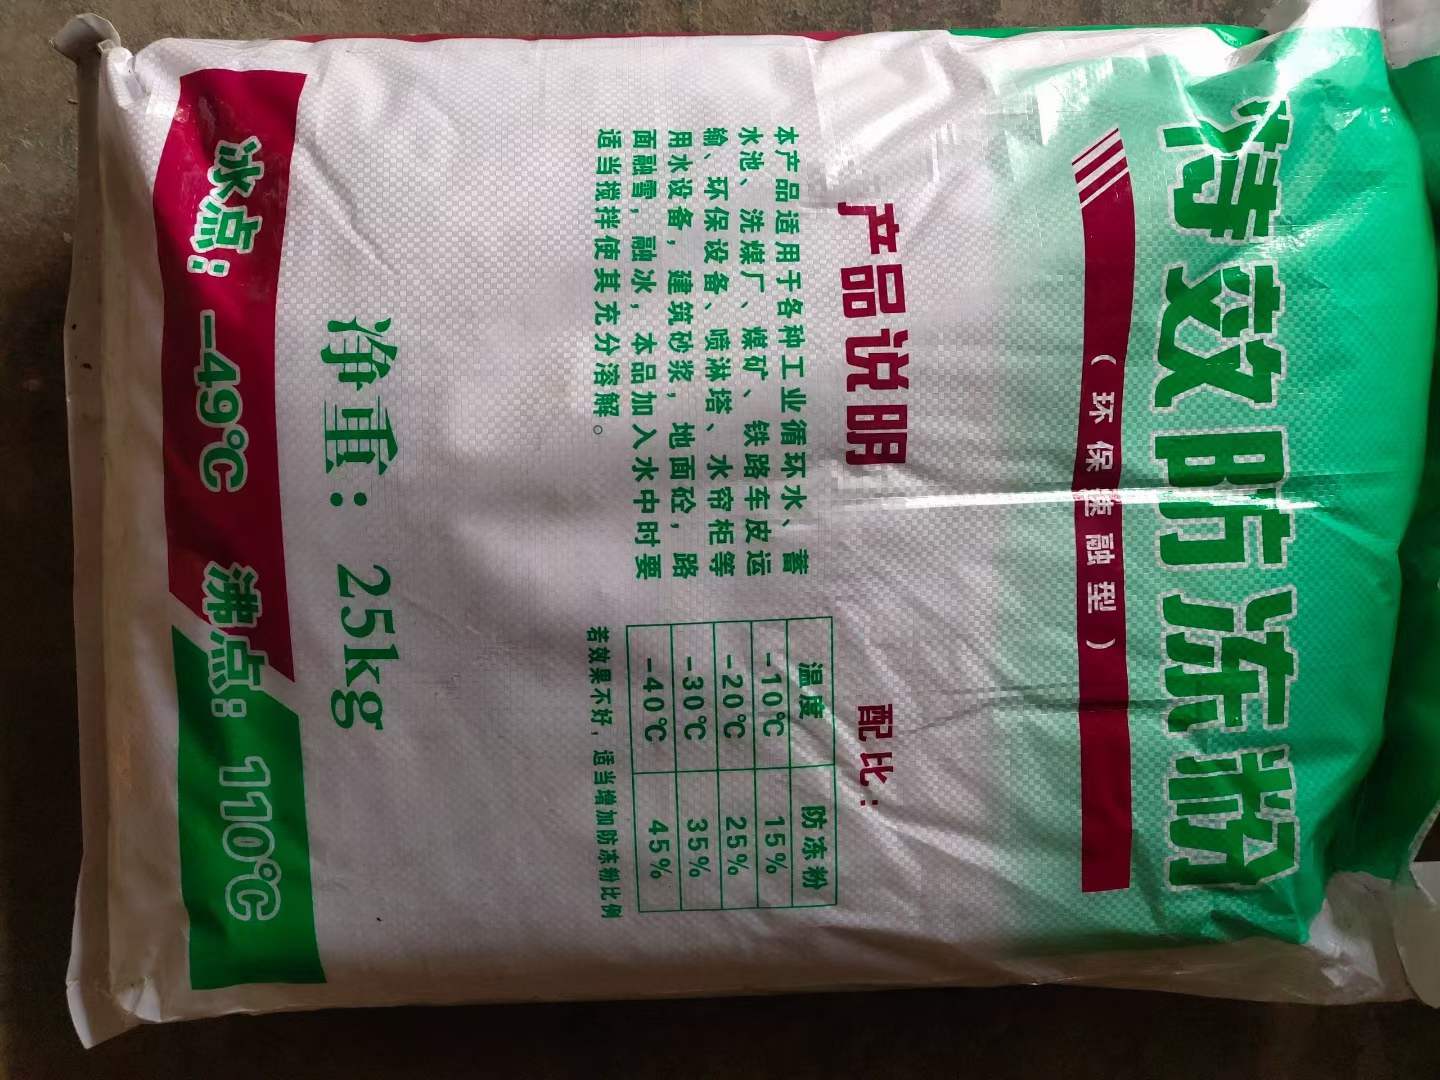 特效防冻粉
（环保速融型）
产品说明
本产品适用于各种工业循环水、蓄
水池、洗煤厂、煤矿、铁路车皮运
输、环保设备、喷淋塔、水帘柜等
用水设备，建筑砂浆，地面砼，路
面融雪，融冰，本品加入水中时要
适当搅拌使其充分溶解。
配比：
温度 防冻粉
-10℃ 15%
-20℃ 25%
-30℃ 35%
-40℃ 45%
若效果不好，适当增加防冻粉比例
净重：25kg
冰点：-49℃ 沸点：110℃